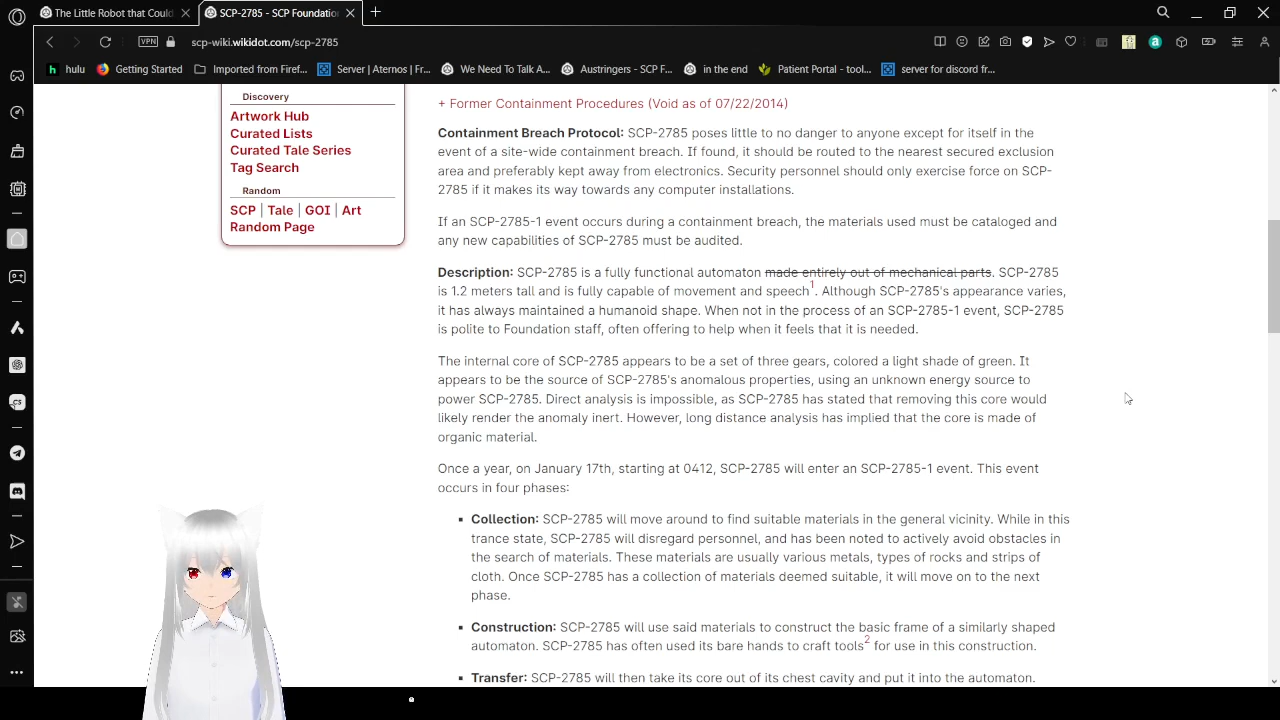 The Little Robot that Could
SCP-2785 - SCP Foundation
VPN
scp-wiki.wikidot.com/scp-2785
hulu
Getting Started
Imported from Firef...
Server | Aternos | Fr...
We Need To Talk A...
Austringers - SCP F...
in the end
Patient Portal - tool...
server for discord fr...
Discovery
Artwork Hub
Curated Lists
Curated Tale Series
Tag Search
Random
SCP | Tale | GOI | Art
Random Page
+ Former Containment Procedures (Void as of 07/22/2014)
Containment Breach Protocol: SCP-2785 poses little to no danger to anyone except for itself in the
event of a site-wide containment breach. If found, it should be routed to the nearest secured exclusion
area and preferably kept away from electronics. Security personnel should only exercise force on SCP-
2785 if it makes its way towards any computer installations.
If an SCP-2785-1 event occurs during a containment breach, the materials used must be cataloged and
any new capabilities of SCP-2785 must be audited.
Description: SCP-2785 is a fully functional automaton made entirely out of mechanical parts. SCP-2785
is 1.2 meters tall and is fully capable of movement and speech1. Although SCP-2785's appearance varies,
it has always maintained a humanoid shape. When not in the process of an SCP-2785-1 event, SCP-2785
is polite to Foundation staff, often offering to help when it feels that it is needed.
The internal core of SCP-2785 appears to be a set of three gears, colored a light shade of green. It
appears to be the source of SCP-2785's anomalous properties, using an unknown energy source to
power SCP-2785. Direct analysis is impossible, as SCP-2785 has stated that removing this core would
likely render the anomaly inert. However, long distance analysis has implied that the core is made of
organic material.
Once a year, on January 17th, starting at 0412, SCP-2785 will enter an SCP-2785-1 event. This event
occurs in four phases:
Collection: SCP-2785 will move around to find suitable materials in the general vicinity. While in this
trance state, SCP-2785 will disregard personnel, and has been noted to actively avoid obstacles in
the search of materials. These materials are usually various metals, types of rocks and strips of
cloth. Once SCP-2785 has a collection of materials deemed suitable, it will move on to the next
phase.
Construction: SCP-2785 will use said materials to construct the basic frame of a similarly shaped
automaton. SCP-2785 has often used its bare hands to craft tools2 for use in this construction.
Transfer: SCP-2785 will then take its core out of its chest cavity and put it into the automaton.